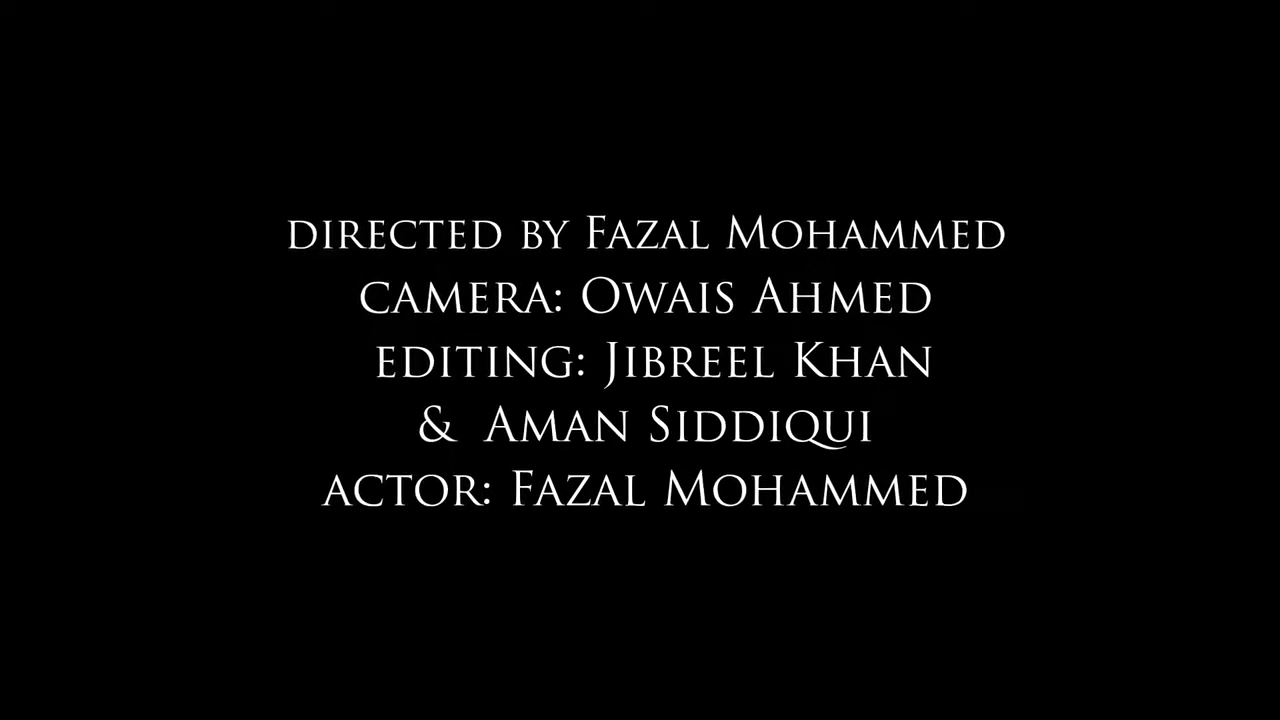 directed by Fazal Mohammed
camera: Owais Ahmed
editing: Jibreel Khan
& Aman Siddiqui
actor: Fazal Mohammed